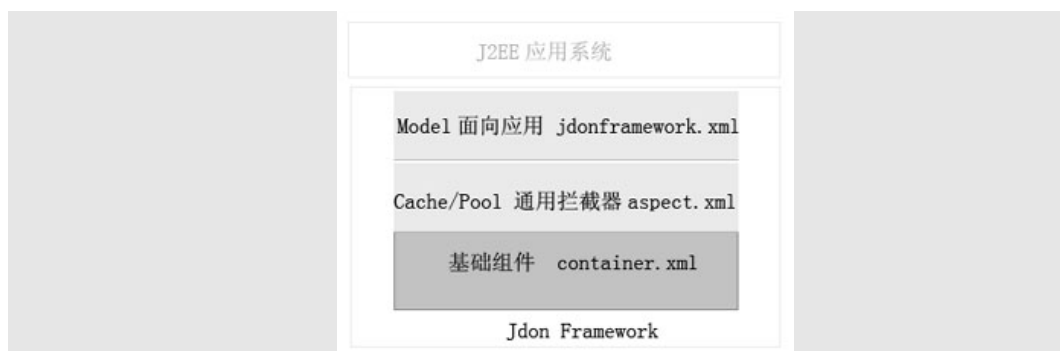 J2EE 应用系统
Model 面向应用 jdonframework.xml
Cache/Pool 通用拦截器 aspect.xml
基础组件 container.xml
Jdon Framework